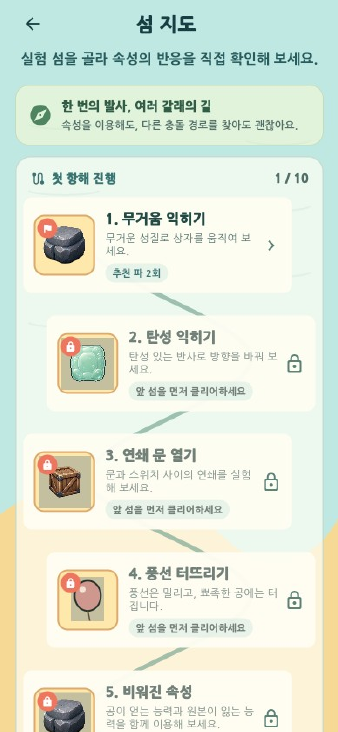 섬 지도
실험 섬을 골라 속성의 반응을 직접 확인해 보세요.
한 번의 발사, 여러 갈래의 길
속성을 이용해도, 다른 충돌 경로를 찾아도 괜찮아요.
첫 항해 진행
1 / 10
1. 무거움 익히기
무거운 성질로 상자를 움직여 보
세요.
추천 파 2회
2. 탄성 익히기
탄성 있는 반사로 방향을 바꿔 보
세요.
앞 섬을 먼저 클리어하세요
3. 연쇄 문 열기
문과 스위치 사이의 연쇄를 실험
해 보세요.
앞 섬을 먼저 클리어하세요
4. 풍선 터뜨리기
풍선은 밀리고, 뾰족한 공에는 터
집니다.
앞 섬을 먼저 클리어하세요
5. 비워진 속성
공이 얻는 능력과 원본이 잃는 능
력을 함께 이용해 보세요.